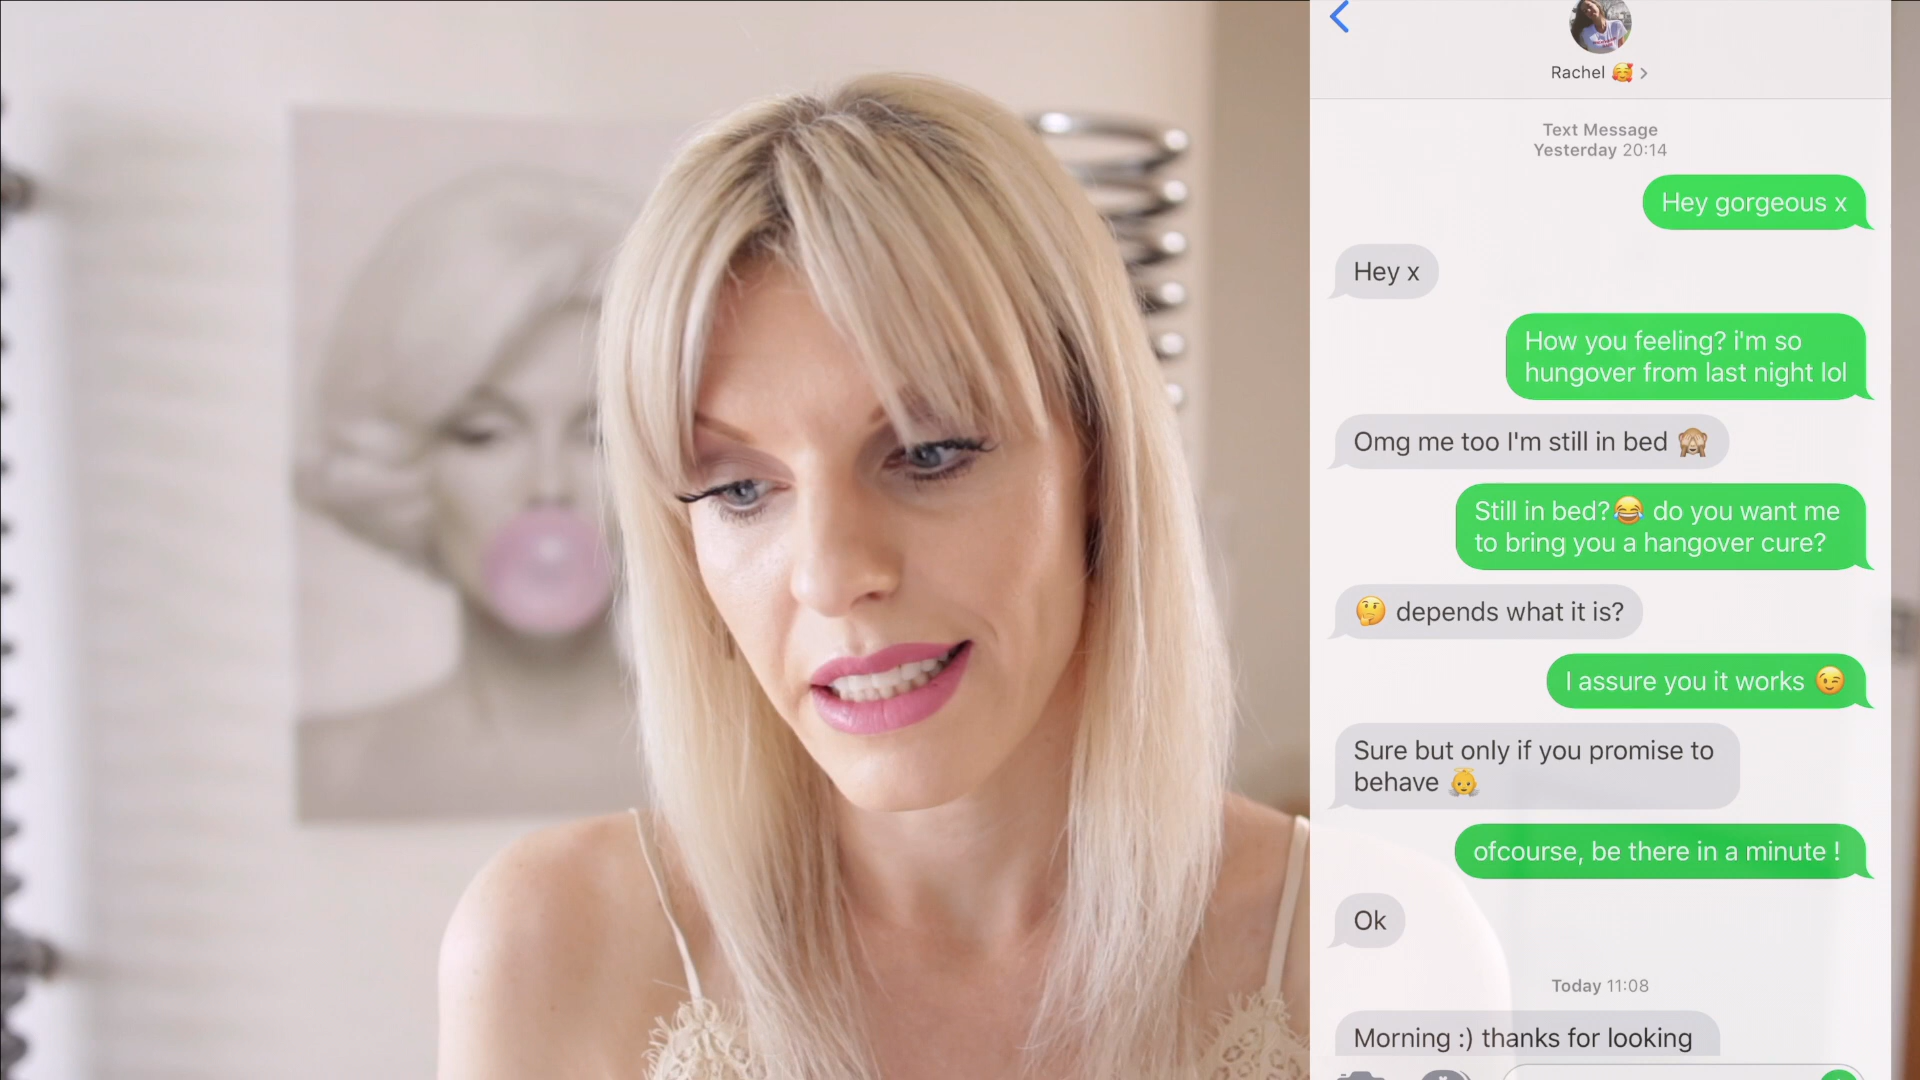 Rachel 🥰 >
Text Message
Yesterday 20:14
Hey gorgeous x
Hey x
How you feeling? i'm so
hungover from last night lol
Omg me too I'm still in bed 🙈
Still in bed?😂 do you want me
to bring you a hangover cure?
🤔 depends what it is?
I assure you it works 😉
Sure but only if you promise to
behave 👼
ofcourse, be there in a minute !
Ok
Today 11:08
Morning :) thanks for looking